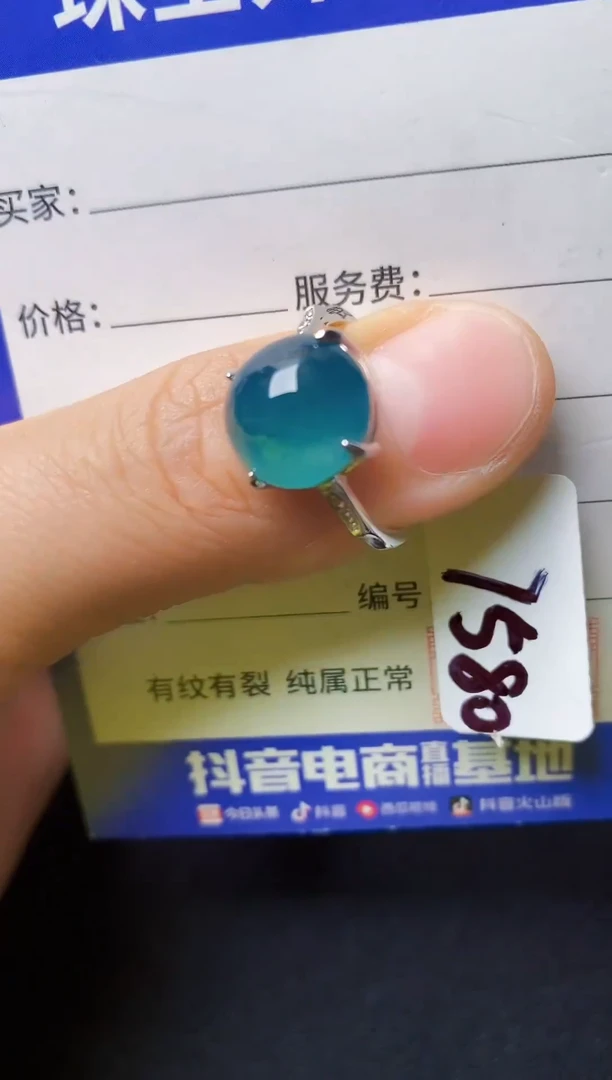 买家：
价格： 服务费：
编号
7580
有纹有裂 纯属正常
抖音电商直播基地
今日头条 抖音 西瓜视频 抖音火山版